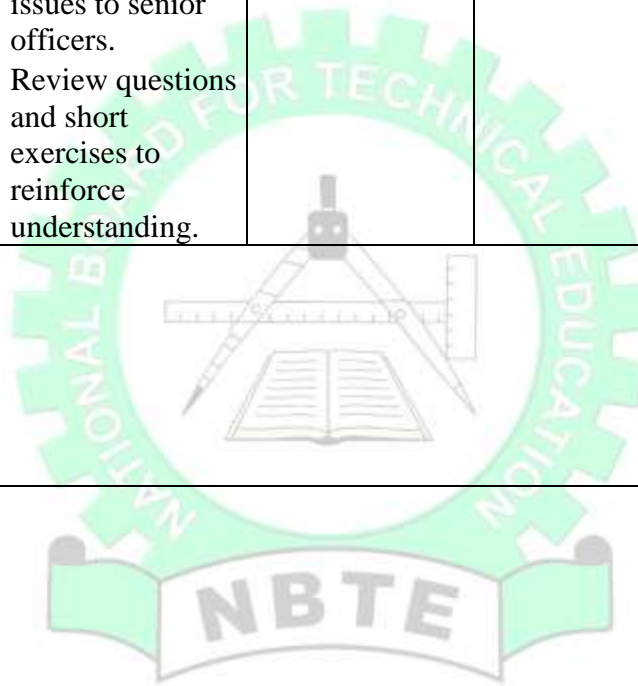 issues to senior
officers.
Review questions
and short
exercises to
reinforce
understanding.
NATIONAL BOARD FOR TECHNICAL EDUCATION
NBTE